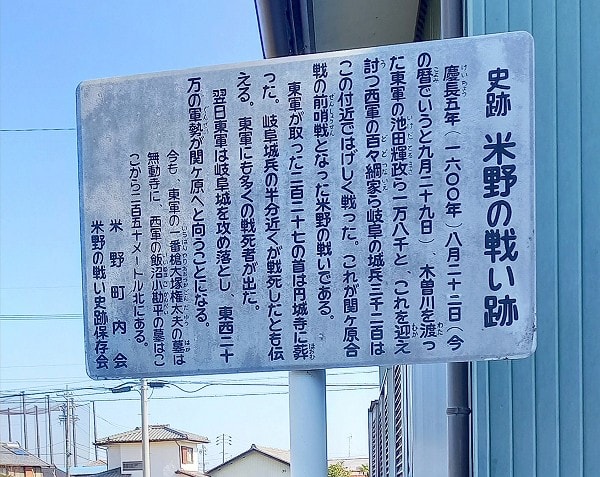 史跡 米野の戦い跡
慶長五年(一六〇〇年)八月二十二日(今
の暦でいうと九月二十九日)、木曽川を渡っ
た東軍の池田輝政ら一万八千と、これを迎え
討つ西軍の百々綱家ら岐阜の城兵三千二百は
この付近ではげしく戦った。これが関ケ原合
戦の前哨戦となった米野の戦いである。
東軍が取った二百二十七の首は円城寺に葬
った。岐阜城兵の半分近くが戦死したとも伝
える。東軍にも多くの戦死者が出た。
翌日東軍は岐阜城を攻め落とし、東西二十
万の軍勢が関ケ原へと向うことになる。
今も、東軍の一番槍大塚権太夫の墓は
無動寺に、西軍の飯沼小勘平の墓はこ
こから二百五十メートル北にある。
米野町内会
米野の戦い史跡保存会